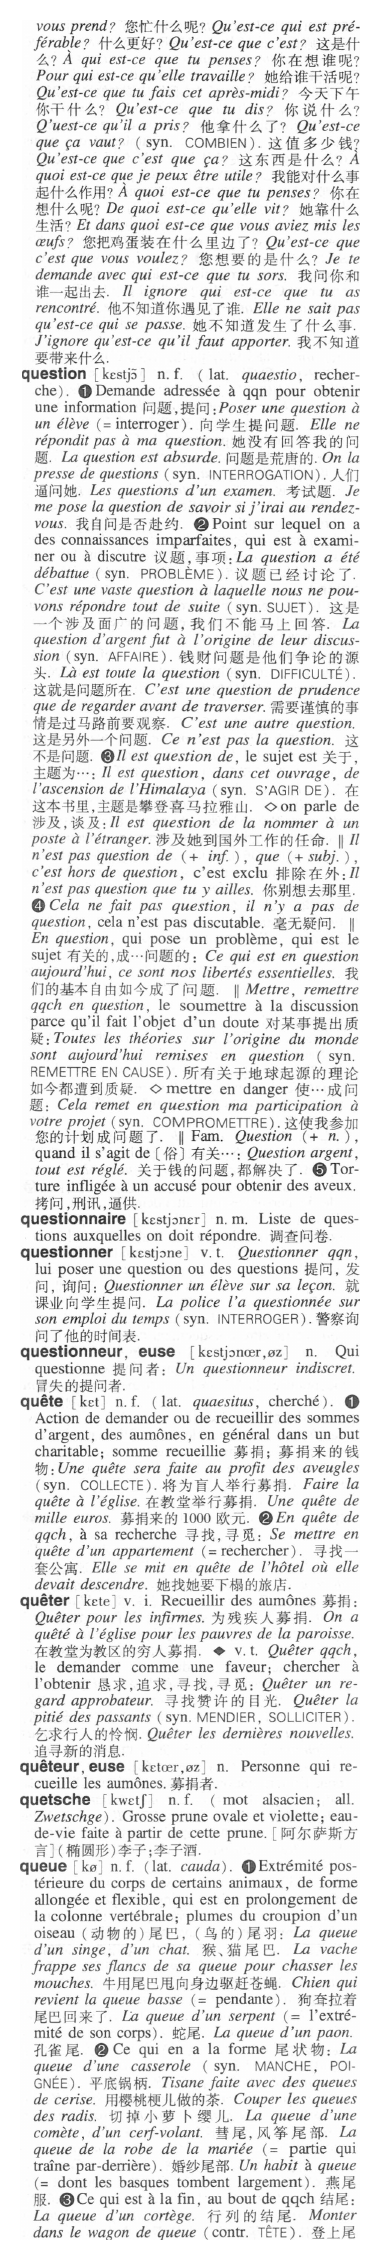 vous prend? 您忙什么呢? Qu'est-ce qui est pré-
férable? 什么更好? Qu'est-ce que c'est? 这是什
么? À qui est-ce que tu penses? 你在想谁呢?
Pour qui est-ce qu'elle travaille? 她给谁干活呢?
Qu'est-ce que tu fais cet après-midi? 今天下午
你干什么? Qu'est-ce que tu dis? 你说什么?
Q'uest-ce qu'il a pris? 他拿什么了? Qu'est-ce
que ça vaut? (syn. COMBIEN). 这值多少钱?
Qu'est-ce que c'est que ça? 这东西是什么? À
quoi est-ce que je peux être utile? 我能对什么事
起什么作用? À quoi est-ce que tu penses? 你在
想什么呢? De quoi est-ce qu'elle vit? 她靠什么
生活? Et dans quoi est-ce que vous aviez mis les
œufs? 您把鸡蛋装在什么里边了? Qu'est-ce que
c'est que vous voulez? 您想要的是什么? Je te
demande avec qui est-ce que tu sors. 我问你和
谁一起出去. Il ignore qui est-ce que tu as
rencontré. 他不知道你遇见了谁. Elle ne sait pas
qu'est-ce qui se passe. 她不知道发生了什么事.
J'ignore qu'est-ce qu'il faut apporter. 我不知道
要带来什么.
question [kɛstjɔ̃] n. f. (lat. quaestio, recher-
che). ❶Demande adressée à qqn pour obtenir
une information 问题,提问:Poser une question à
un élève (= interroger). 向学生提问题. Elle ne
répondit pas à ma question. 她没有回答我的问
题. La question est absurde. 问题是荒唐的. On la
presse de questions (syn. INTERROGATION). 人们
逼问她. Les questions d'un examen. 考试题. Je
me pose la question de savoir si j'irai au rendez-
vous. 我自问是否赴约. ❷Point sur lequel on a
des connaissances imparfaites, qui est à exami-
ner ou à discutre 议题,事项:La question a été
débattue (syn. PROBLÈME). 议题已经讨论了.
C'est une vaste question à laquelle nous ne pou-
vons répondre tout de suite (syn. SUJET). 这是
一个涉及面广的问题,我们不能马上回答. La
question d'argent fut à l'origine de leur discus-
sion (syn. AFFAIRE). 钱财问题是他们争论的源
头. Là est toute la question (syn. DIFFICULTÉ).
这就是问题所在. C'est une question de prudence
que de regarder avant de traverser. 需要谨慎的事
情是过马路前要观察. C'est une autre question.
这是另外一个问题. Ce n'est pas la question. 这
不是问题. ❸Il est question de, le sujet est 关于,
主题为…: Il est question, dans cet ouvrage, de
l'ascension de l'Himalaya (syn. S'AGIR DE). 在
这本书里,主题是攀登喜马拉雅山. ◇on parle de
涉及,谈及:Il est question de la nommer à un
poste à l'étranger. 涉及她到国外工作的任命. ‖ Il
n'est pas question de (+ inf.), que (+ subj.),
c'est hors de question, c'est exclu 排除在外:Il
n'est pas question que tu y ailles. 你别想去那里.
❹Cela ne fait pas question, il n'y a pas de
question, cela n'est pas discutable. 毫无疑问. ‖
En question, qui pose un problème, qui est le
sujet 有关的,成…问题的: Ce qui est en question
aujourd'hui, ce sont nos libertés essentielles. 我
们的基本自由如今成了问题. ‖ Mettre, remettre
qqch en question, le soumettre à la discussion
parce qu'il fait l'objet d'un doute 对某事提出质
疑:Toutes les théories sur l'origine du monde
sont aujourd'hui remises en question (syn.
REMETTRE EN CAUSE). 所有关于地球起源的理论
如今都遭到质疑. ◇ mettre en danger 使…成问
题: Cela remet en question ma participation à
votre projet (syn. COMPROMETTRE). 这使我参加
您的计划成问题了. ‖ Fam. Question (+ n.),
quand il s'agit de [俗] 有关…: Question argent,
tout est réglé. 关于钱的问题,都解决了. ❺Tor-
ture infligée à un accusé pour obtenir des aveux.
拷问,刑讯,逼供.
questionnaire [kɛstjɔnɛr] n. m. Liste de ques-
tions auxquelles on doit répondre. 调查问卷.
questionner [kɛstjɔne] v. t. Questionner qqn,
lui poser une question ou des questions 提问, 发
问, 询问: Questionner un élève sur sa leçon. 就
课业向学生提问. La police l'a questionnée sur
son emploi du temps (syn. INTERROGER). 警察询
问了他的时间表.
questionneur, euse [kɛstjɔnœr,øz] n. Qui
questionne 提问者: Un questionneur indiscret.
冒失的提问者.
quête [kɛt] n. f. (lat. quaesitus, cherché). ❶
Action de demander ou de recueillir des sommes
d'argent, des aumônes, en général dans un but
charitable; somme recueillie 募捐; 募捐来的钱
物:Une quête sera faite au profit des aveugles
(syn. COLLECTE). 将为盲人举行募捐. Faire la
quête à l'église. 在教堂举行募捐. Une quête de
mille euros. 募捐来的 1000 欧元. ❷En quête de
qqch, à sa recherche 寻找,寻觅: Se mettre en
quête d'un appartement (= rechercher). 寻找一
套公寓. Elle se mit en quête de l'hôtel où elle
devait descendre. 她找她要下榻的旅店.
quêter [kete] v. i. Recueillir des aumônes 募捐:
Quêter pour les infirmes. 为残疾人募捐. On a
quêté à l'église pour les pauvres de la paroisse.
在教堂为教区的穷人募捐. ◆ v. t. Quêter qqch,
le demander comme une faveur; chercher à
l'obtenir 恳求,追求,寻找,寻觅: Quêter un re-
gard approbateur. 寻找赞许的目光. Quêter la
pitié des passants (syn. MENDIER, SOLLICITER).
乞求行人的怜悯. Quêter les dernières nouvelles.
追寻新的消息.
quêteur, euse [kɛtœr,øz] n. Personne qui re-
cueille les aumônes. 募捐者.
quetsche [kwɛtʃ] n. f. (mot alsacien; all.
Zwetschge). Grosse prune ovale et violette; eau-
de-vie faite à partir de cette prune. [阿尔萨斯方
言](椭圆形)李子;李子酒.
queue [kø] n. f. (lat. cauda). ❶Extrémité pos-
térieure du corps de certains animaux, de forme
allongée et flexible, qui est en prolongement de
la colonne vertébrale; plumes du croupion d'un
oiseau (动物的)尾巴, (鸟的)尾羽: La queue
d'un singe, d'un chat. 猴、猫尾巴. La vache
frappe ses flancs de sa queue pour chasser les
mouches. 牛用尾巴甩向身边驱赶苍蝇. Chien qui
revient la queue basse (= pendante). 狗耷拉着
尾巴回来了. La queue d'un serpent (= l'extré-
mité de son corps). 蛇尾. La queue d'un paon.
孔雀尾. ❷Ce qui en a la forme 尾状物: La
queue d'une casserole (syn. MANCHE, POI-
GNÉE). 平底锅柄. Tisane faite avec des queues
de cerise. 用樱桃梗儿做的茶. Couper les queues
des radis. 切掉小萝卜缨儿. La queue d'une
comète, d'un cerf-volant. 彗尾,风筝尾部. La
queue de la robe de la mariée (= partie qui
traîne par-derrière). 婚纱尾部. Un habit à queue
(= dont les basques tombent largement). 燕尾
服. ❸Ce qui est à la fin, au bout de qqch 结尾:
La queue d'un cortège. 行列的结尾. Monter
dans le wagon de queue (contr. TÊTE). 登上尾